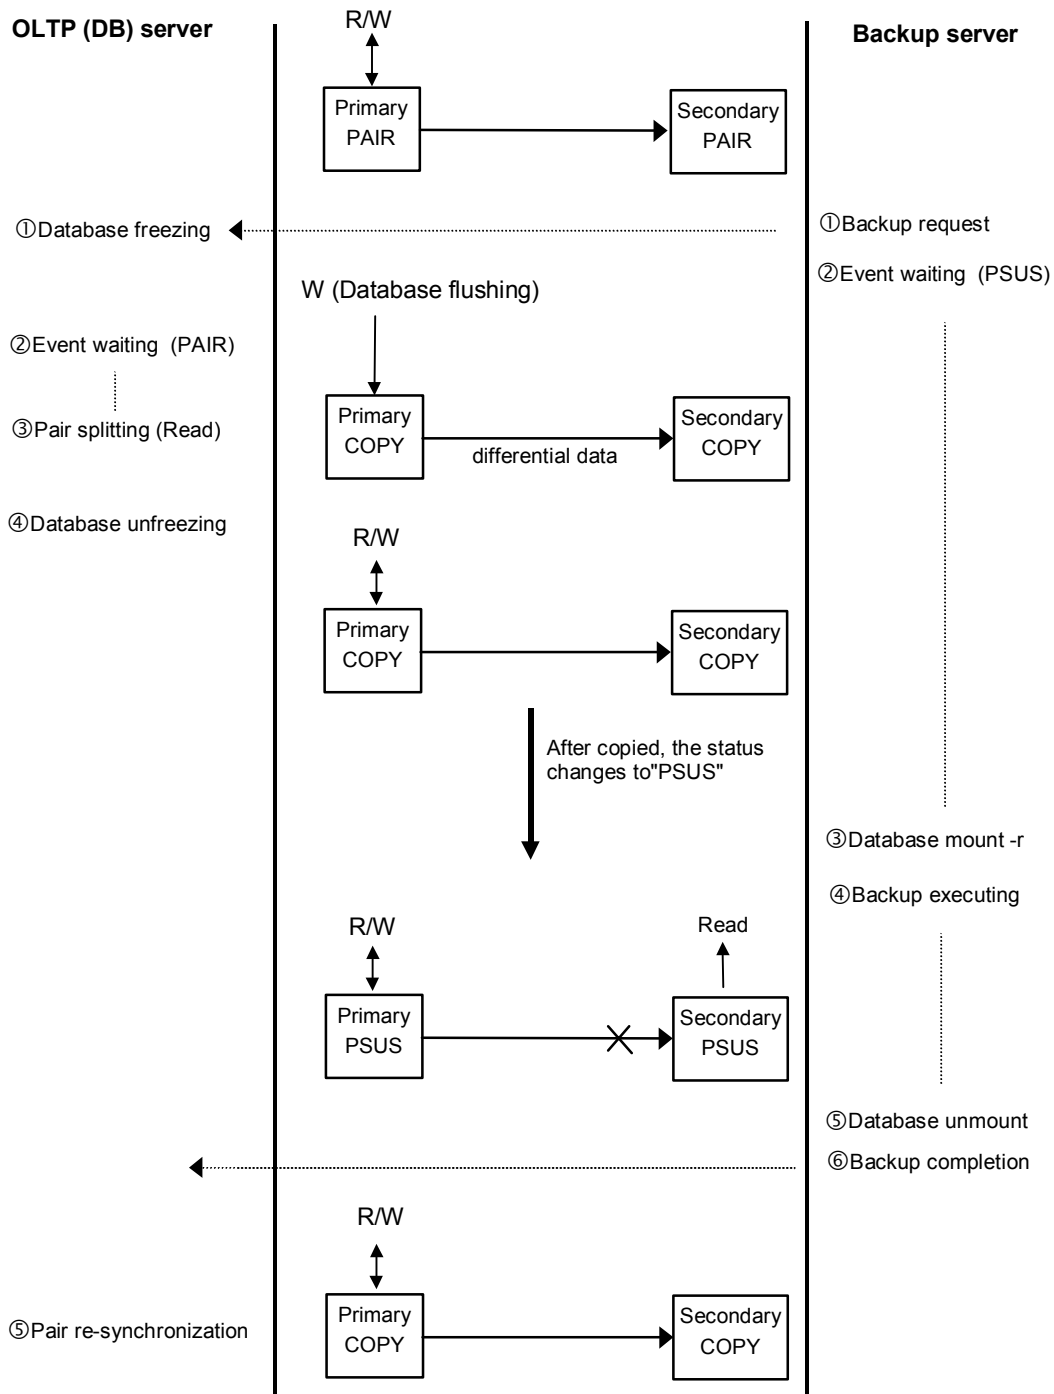 OLTP (DB) server
R/W
Backup server
Primary
PAIR
Secondary
PAIR
①Database freezing
①Backup request
②Event waiting (PSUS)
W (Database flushing)
②Event waiting (PAIR)
③Pair splitting (Read)
Primary
COPY
differential data
Secondary
COPY
④Database unfreezing
R/W
Primary
COPY
Secondary
COPY
After copied, the status
changes to"PSUS"
③Database mount -r
④Backup executing
R/W
Read
Primary
PSUS
Secondary
PSUS
⑤Database unmount
⑥Backup completion
R/W
⑤Pair re-synchronization
Primary
COPY
Secondary
COPY